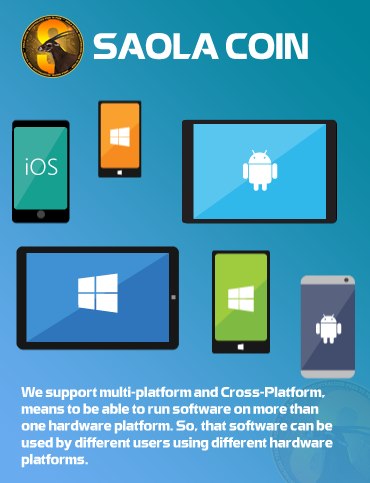 SAOLA COIN
iOS
We support multi-platform and Cross-Platform,
means to be able to run software on more than
one hardware platform. So, that software can be
used by different users using different hardware
platforms.